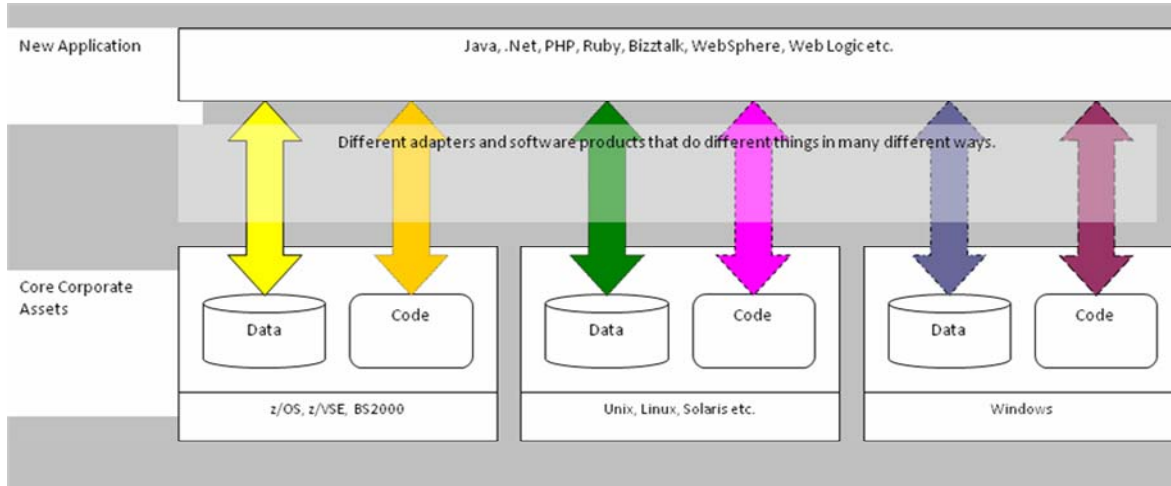 New Application
Java, .Net, PHP, Ruby, Bizztalk, WebSphere, Web Logic etc.
Different adapters and software products that do different things in many different ways.
Core Corporate
Assets
Data
Code
Data
Code
Data
Code
z/OS, z/VSE, BS2000
Unix, Linux, Solaris etc.
Windows